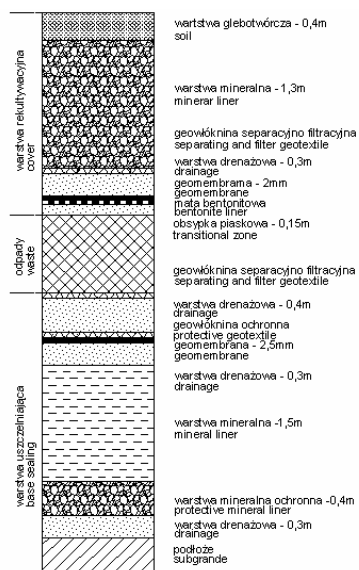 warstwa rekultywacyjna
cover
odpady
waste
warstwa uszczelniająca
base sealing
wartstwa glebotwórcza - 0,4m
soil
warstwa mineralna - 1,3m
minerar liner
geowłóknina separacyjno filtracyjna
separating and filter geotextile
warstwa drenażowa - 0,3m
drainage
geomembrama - 2mm
geomembrane
mata bentonitowa
bentonite liner
obsypka piaskowa - 0,15m
transitional zone
geowłóknina separacyjno filtracyjna
separating and filter geotextile
warstwa drenażowa - 0,4m
drainage
geowłóknina ochronna
protective geotextile
geomembrana - 2,5mm
geomembrane
warstwa drenażowa - 0,3m
drainage
warstwa mineralna -1,5m
mineral liner
warstwa mineralna ochronna -0,4m
protective mineral liner
warstwa drenażowa - 0,3m
drainage
podłoże
subgrande